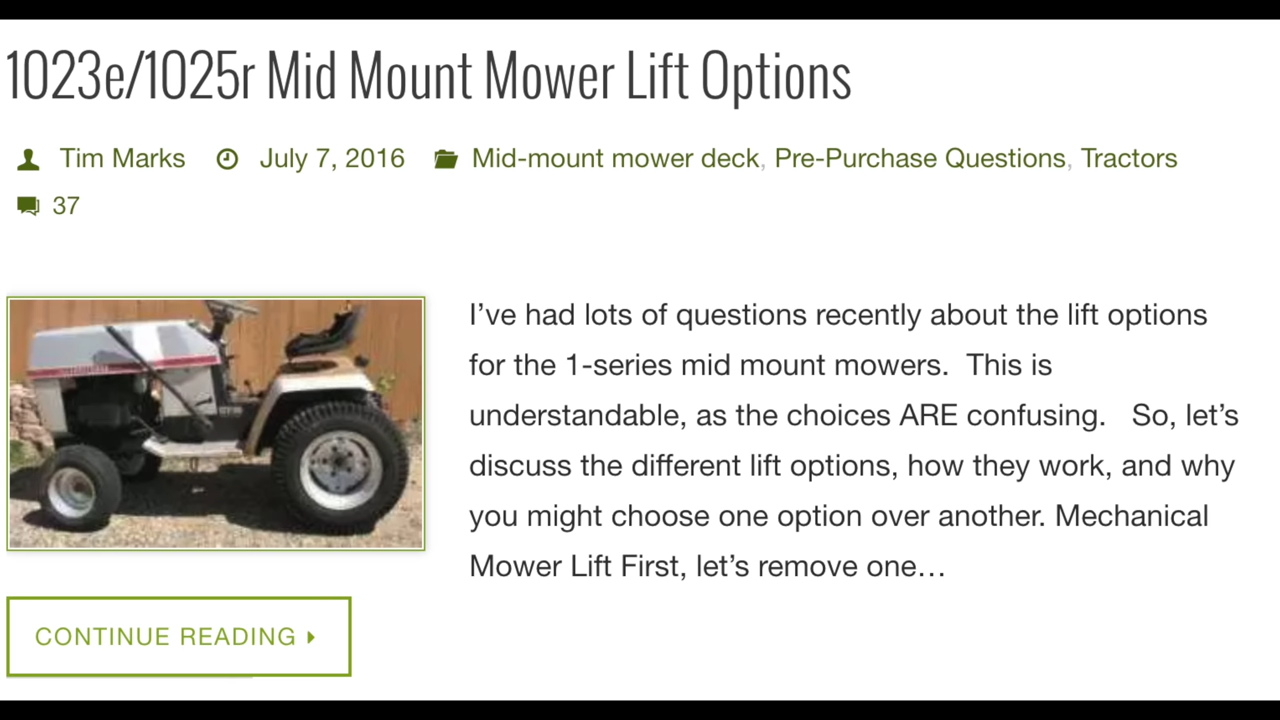 1023e/1025r Mid Mount Mower Lift Options
Tim Marks July 7, 2016 Mid-mount mower deck, Pre-Purchase Questions, Tractors
37
I’ve had lots of questions recently about the lift options
for the 1-series mid mount mowers.  This is
understandable, as the choices ARE confusing.   So, let’s
discuss the different lift options, how they work, and why
you might choose one option over another. Mechanical
Mower Lift First, let’s remove one…
CONTINUE READING